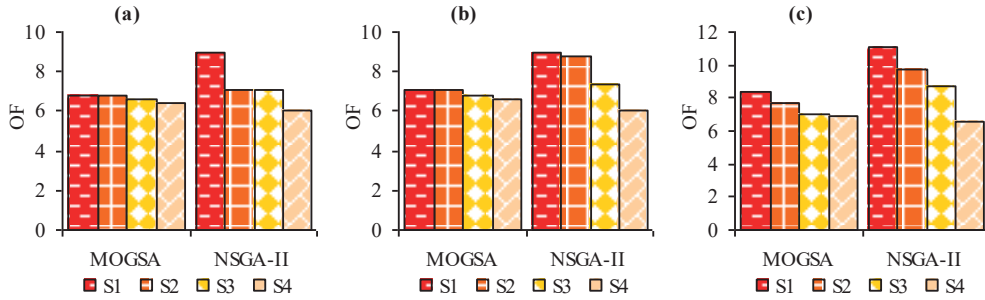 (a)
10
8
6
4
2
0
OF
MOGSA NSGA-II
S1 S2 S3 S4
(b)
10
8
6
4
2
0
OF
MOGSA NSGA-II
S1 S2 S3 S4
(c)
12
10
8
6
4
2
0
OF
MOGSA NSGA-II
S1 S2 S3 S4